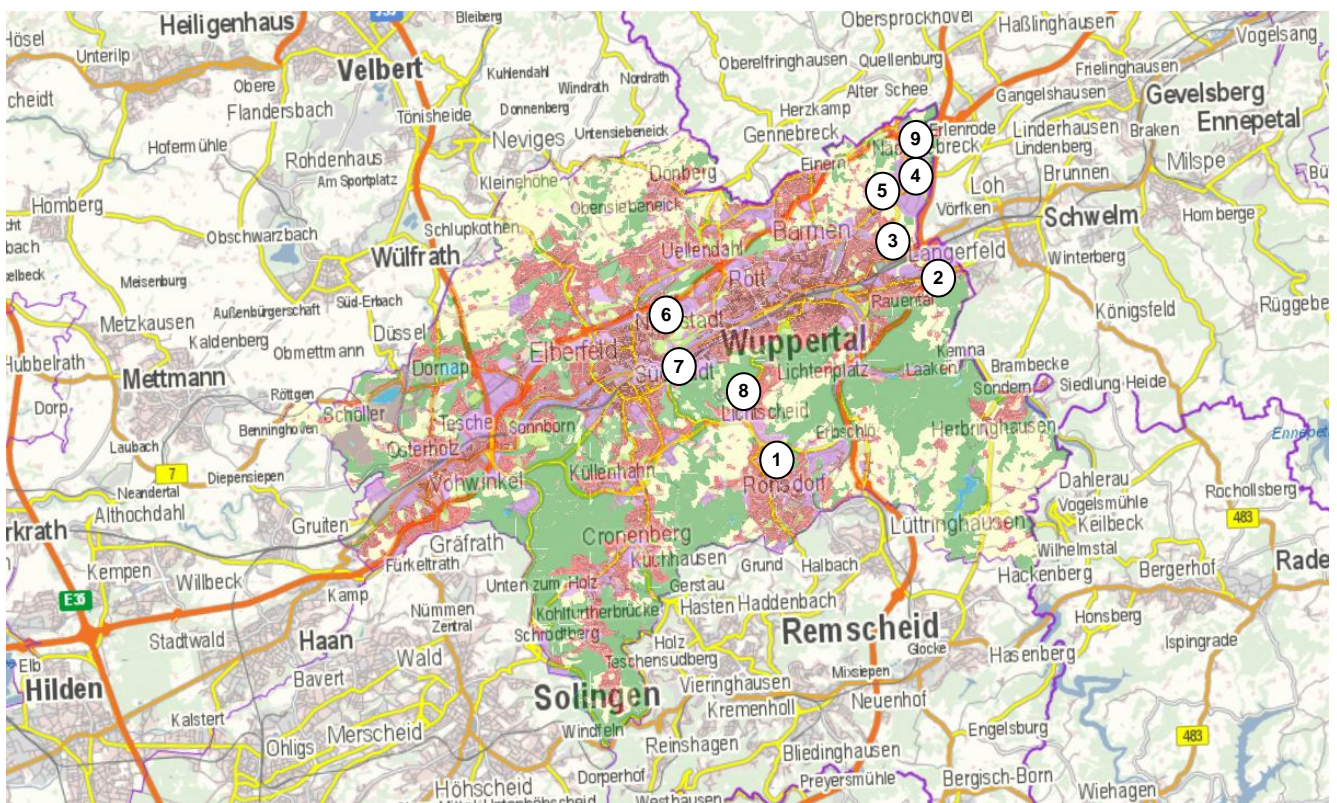 Heiligenhaus
Hösel
Unterilp
Bleiberg
Velbert
Obersprockhövel
Haßlinghausen
Vogelsang
Oberelfringhausen
Quellenburg
Frielinghausen
Obere
Flandersbach
Kuhlendahl
Windrath
Nordrath
Alter Schee
Gangelshausen
Gevelsberg
Tönisheide
Donnenberg
Herzkamp
Hofermühle
Neviges
Untensiebeneick
Gennebreck
Erlenrode
Linderhausen
Braken
Ennepetal
9
Lindenberg
Rohdenhaus
Am Sportplatz
Kleinehöhe
Dönberg
Einern
4
Loh
Brunnen
Milspe
Homberg
Obensiebeneick
5
Vörfken
Schwelm
Homberge
Obschwarzbach
Schlupkothen
Barmen
3
Wülfrath
Uellendahl
Langerfeld
Winterberg
Meisenburg
Rott
2
Rauental
Königsfeld
Rüggeberg
Metzkausen
Außenbürgerschaft
Süd-Erbach
6
Kaldenberg
Düssel
Obmettmann
Elberfeld
Wuppertal
Hubbelrath
Mettmann
Dornap
7
Lichtenplatz
Kemna
Laaken
Brambecke
Sondern
Siedlung Heide
Dorp
Röttgen
Schöller
8
Lichtscheid
Benninghoven
Tesche
Sonnborn
Erbschlö
Herbringhausen
Laubach
Osterholz
7
Diepensiepen
Vohwinkel
Küllenhahn
1
Ronsdorf
Dahlerau
Neandertal
Althochdahl
Vogelsmühle
Keilbeck
Rochollsberg
483
Gruiten
Gräfrath
Cronenberg
Lüttringhausen
Wilhelmstal
Kempen
Willbeck
Fürkeltrath
Küchhausen
Grund
Halbach
Hackenberg
Bergerhof
E35
Kamp
Unten zum Holz
Gerstau
Stadtwald
Haan
Nümmen
Zentral
Kohlfurtherbrücke
Hasten
Haddenbach
Honsberg
Schrodtberg
Remscheid
Ispingrade
Elb
Bavert
Wald
Holz
Glocke
Hasenberg
Hilden
Teschensudberg
Mixsiepen
Kalstert
Solingen
Vieringhausen
Neuenhof
Kremenholl
Engelsburg
483
Ohligs
Merscheid
Windfeln
Reinshagen
Bliedinghausen
Höhscheid
Dorperhof
Preyersmühle
Bergisch-Born
Westhausen
Wiehagen